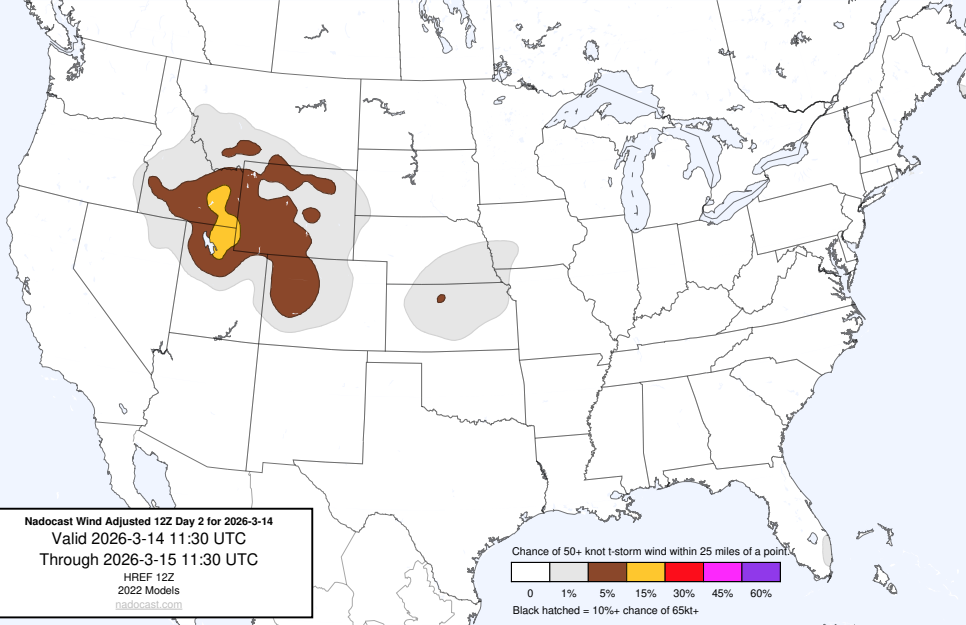 Nadocast Wind Adjusted 12Z Day 2 for 2026-3-14
Valid 2026-3-14 11:30 UTC
Through 2026-3-15 11:30 UTC
HREF 12Z
2022 Models
nadocast.com
Chance of 50+ knot t-storm wind within 25 miles of a point.
0 1% 5% 15% 30% 45% 60%
Black hatched = 10%+ chance of 65kt+